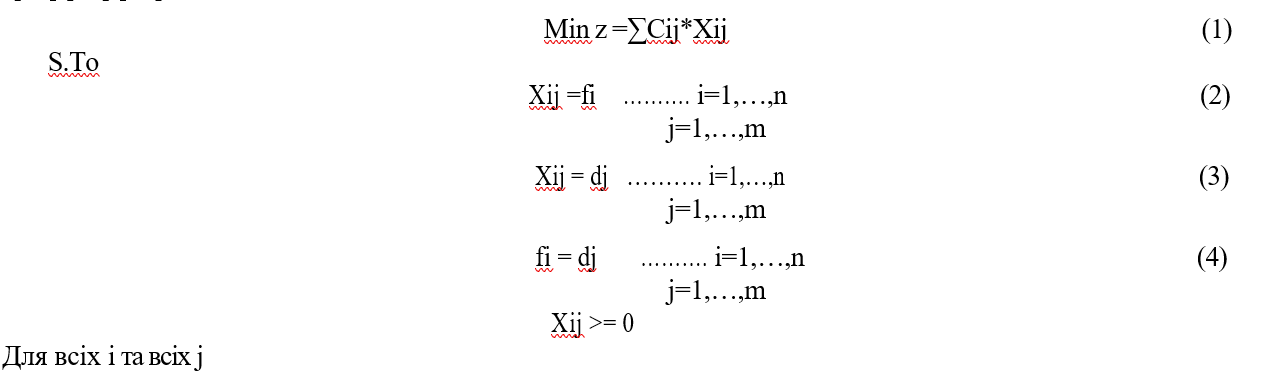 Min z =∑Cij*Xij (1)
S.To
Xij =fi .......... i=1,…,n (2)
j=1,…,m
Xij = dj .......... i=1,…,n (3)
j=1,…,m
fi = dj .......... i=1,…,n (4)
j=1,…,m
Xij >= 0
Для всіх і та всіх j